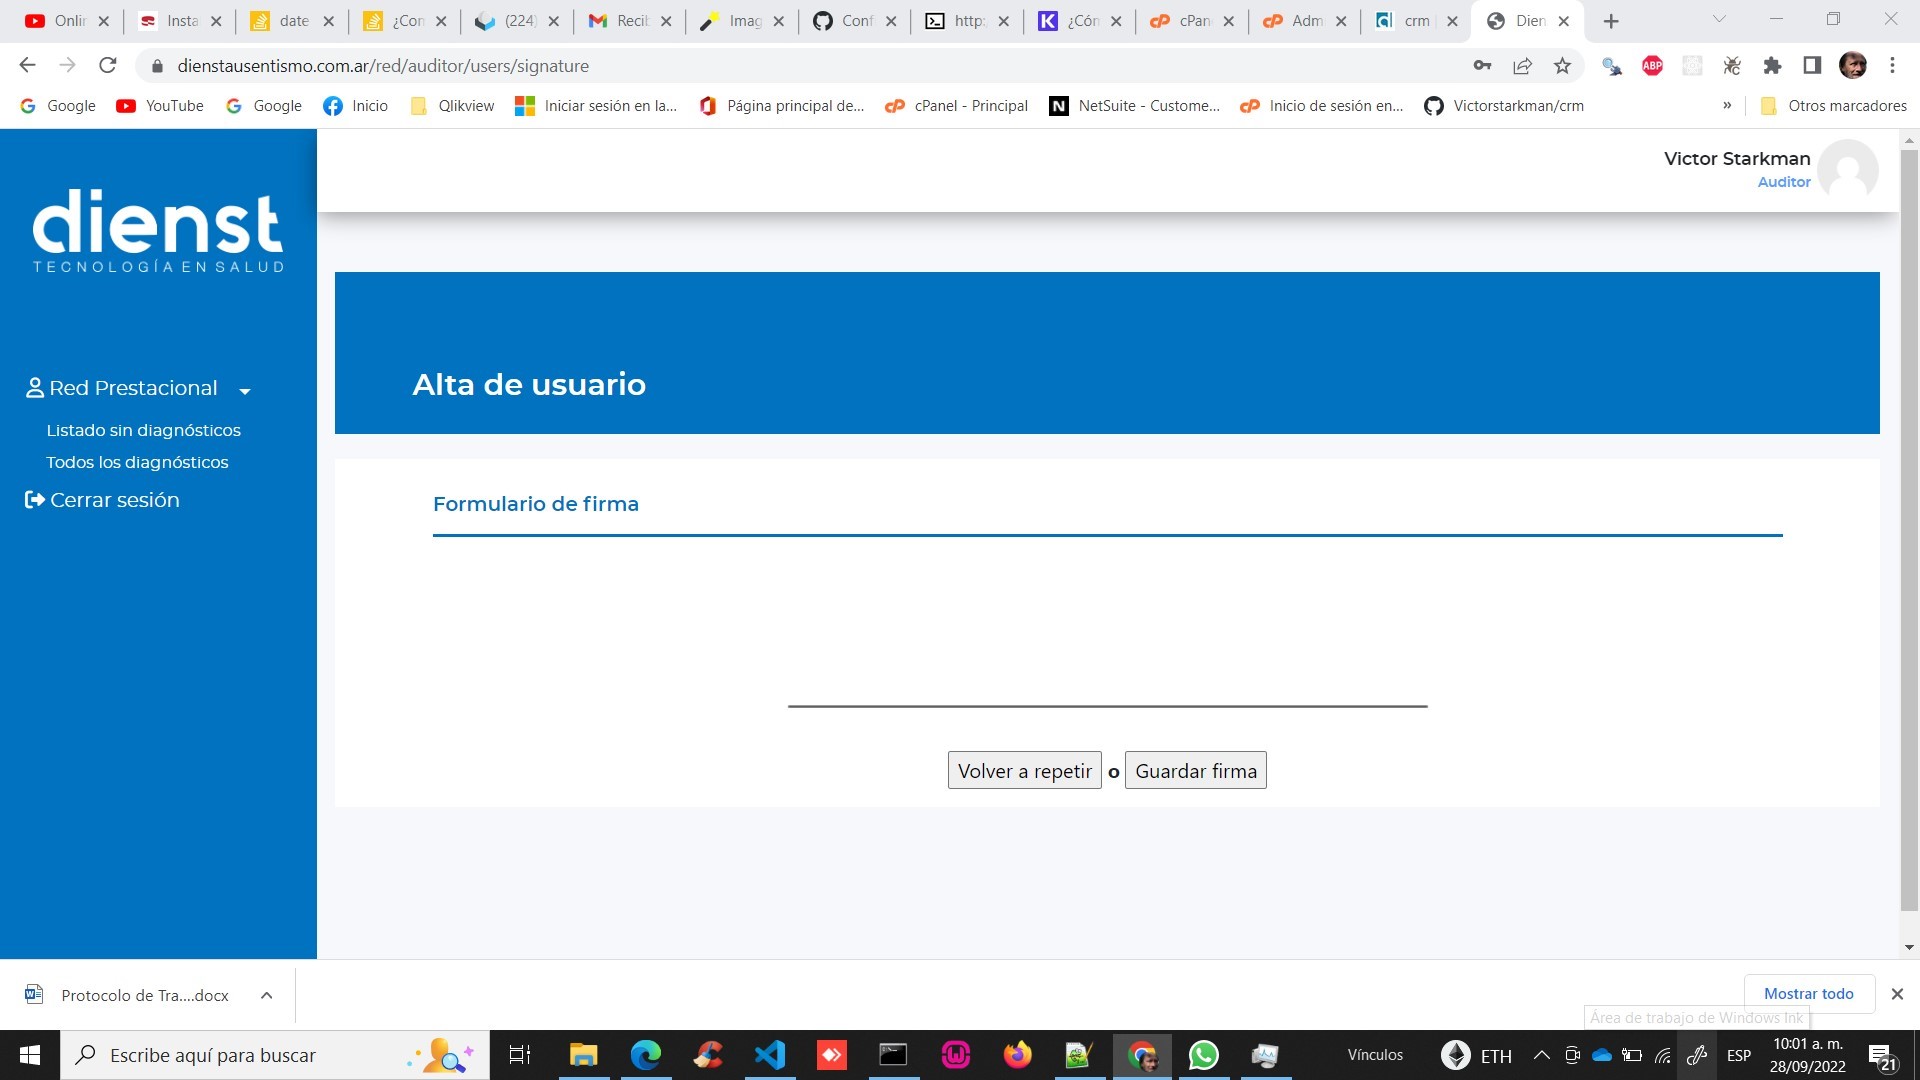 Onlin
Insta
date
¿Con
(224)
Recib
Imag
Conf
http:
¿Cón
cPan
Adm
crm
Dien
dienstausentismo.com.ar/red/auditor/users/signature
ABP
Google
YouTube
Google
Inicio
Qlikview
Iniciar sesión en la...
Página principal de...
cPanel - Principal
NetSuite - Custome...
Inicio de sesión en...
Victorstarkman/crm
»
Otros marcadores
Victor Starkman
Auditor
dienst
TECNOLOGÍA EN SALUD
Red Prestacional
Listado sin diagnósticos
Todos los diagnósticos
Cerrar sesión
Alta de usuario
Formulario de firma
Volver a repetir o Guardar firma
Protocolo de Tra....docx
Mostrar todo
Área de trabajo de Windows Ink
Escribe aquí para buscar
Vínculos
ETH
ESP
10:01 a. m.
28/09/2022
21